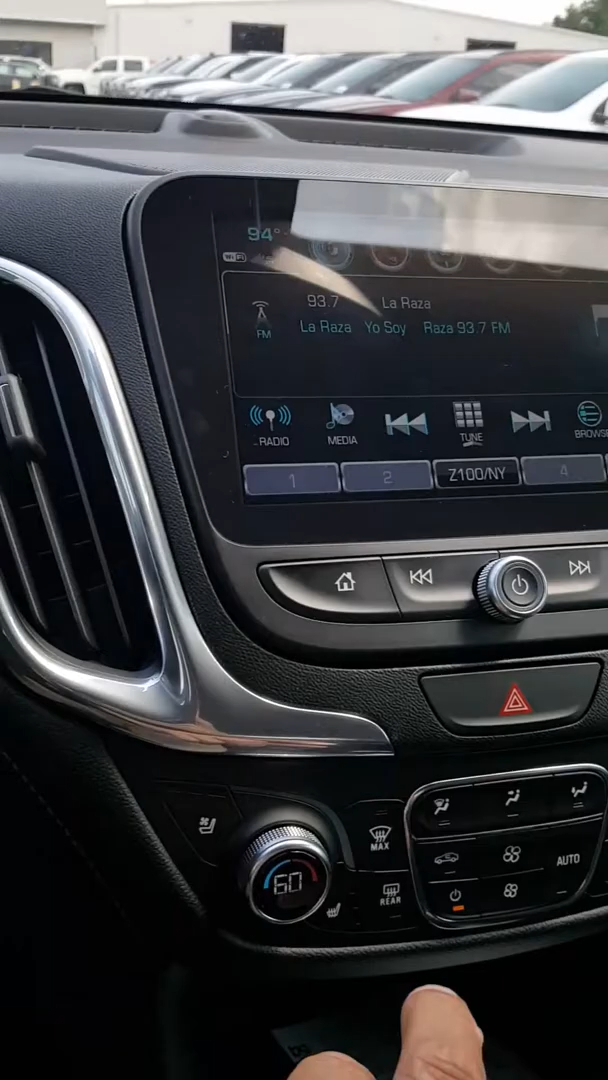 94°
WiFi
93.7 La Raza
FM
La Raza Yo Soy Raza 93.7 FM
RADIO
MEDIA
TUNE
BROWSE
1
2
Z100/NY
4
MAX
60
REAR
AUTO